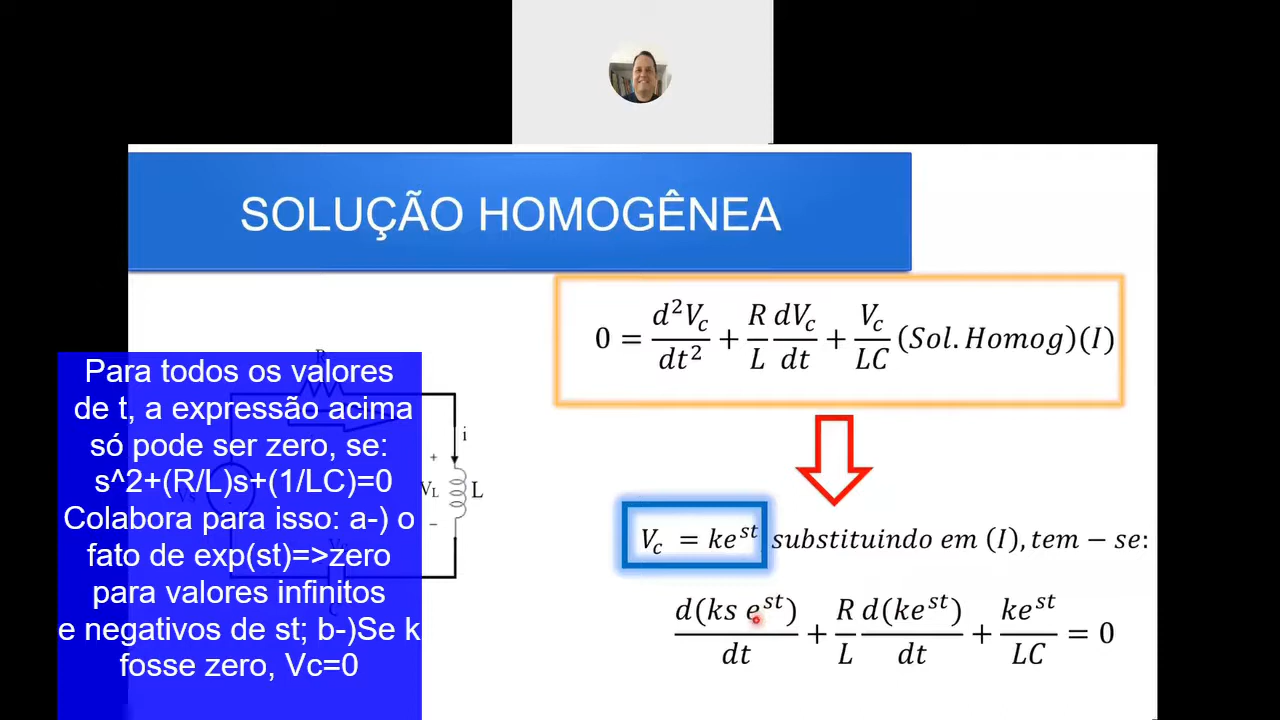 SOLUÇÃO HOMOGÊNEA
0 = d²V_c/dt² + R/L dV_c/dt + V_c/LC (Sol. Homog)(I)
Para todos os valores
de t, a expressão acima
só pode ser zero, se:
s^2+(R/L)s+(1/LC)=0
Colabora para isso: a-) o
fato de exp(st)=>zero
para valores infinitos
e negativos de st; b-)Se k
fosse zero, Vc=0
R
i
+
V_L
L
−
C
V_c = ke^{st} substituindo em (I), tem − se:
d(ks e^{st})/dt + R/L d(ke^{st})/dt + ke^{st}/LC = 0